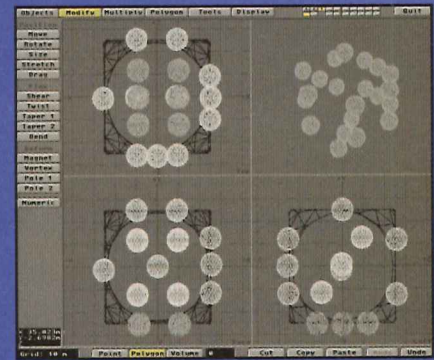 Objects Modify Multiply Polygon Tools Display Quit
Move
Rotate
Size
Stretch
Drag
Shear
Twist
Taper 1
Taper 2
Bend
Magnet
Vortex
Pole 1
Pole 2
Numeric
Grid: 10 m Point Polygon Volume 0 Cut Copy Paste Undo